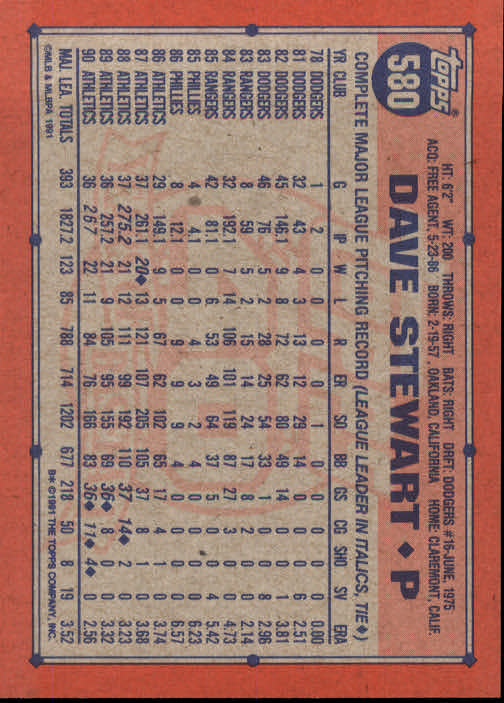 topps®
580
HT: 6'2" WT: 200 THROWS: RIGHT BATS: RIGHT DRFT: DODGERS #16-JUNE, 1975
ACQ: FREE AGENT, 5-23-86 BORN: 2-19-57, OAKLAND, CALIFORNIA HOME: CLAREMONT, CALIF.
DAVE STEWART ♦ P
COMPLETE MAJOR LEAGUE PITCHING RECORD (LEAGUE LEADER IN ITALICS, TIE♦)
YR CLUB G IP W L R ER SO BB GS CG SHO SV ERA
78 DODGERS 1 2 0 0 0 0 1 0 0 0 0 0 0.00
81 DODGERS 32 43 4 3 13 12 29 14 0 0 0 6 2.51
82 DODGERS 45 146.1 9 8 72 62 80 49 14 0 0 1 3.81
83 DODGERS 46 76 5 2 28 25 54 33 1 0 0 8 2.96
83 RANGERS 8 59 5 2 15 14 24 17 8 2 0 0 2.14
84 RANGERS 32 192.1 7 14 106 101 119 87 27 3 0 0 4.73
85 RANGERS 42 81.1 0 6 53 49 64 37 5 0 0 4 5.42
85 PHILLIES 4 4.1 0 0 4 3 2 4 0 0 0 0 6.23
86 PHILLIES 8 12.1 0 0 9 9 9 4 0 0 0 0 6.57
86 ATHLETICS 29 149.1 9 5 67 62 102 65 17 4 1 0 3.74
87 ATHLETICS 37 261.1 20♦ 13 121 107 205 105 37 8 1 0 3.68
88 ATHLETICS 37 275.2 21 12 111 99 192 110 37 14♦ 2 0 3.23
89 ATHLETICS 36 257.2 21 9 105 95 155 69 36♦ 8 0 0 3.32
90 ATHLETICS 36 267 22 11 84 76 166 83 36♦ 11♦ 4♦ 0 2.56
MAJ. LEA. TOTALS 393 1827.2 123 85 788 714 1202 677 218 50 8 19 3.52
©MLB & MLBPA 1991
B* ©1991 THE TOPPS COMPANY, INC.